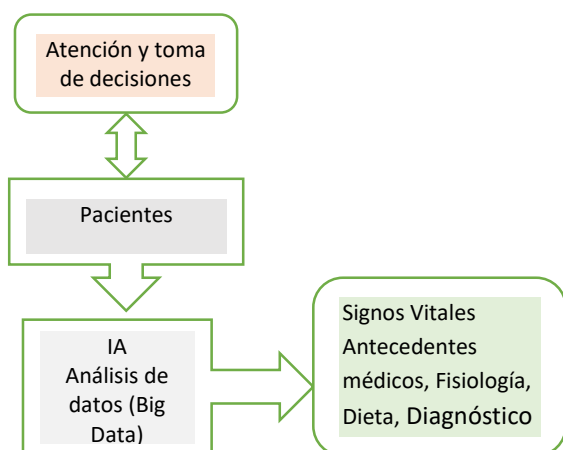 Atención y toma
de decisiones
Pacientes
IA
Análisis de
datos (Big
Data)
Signos Vitales
Antecedentes
médicos, Fisiología,
Dieta, Diagnóstico